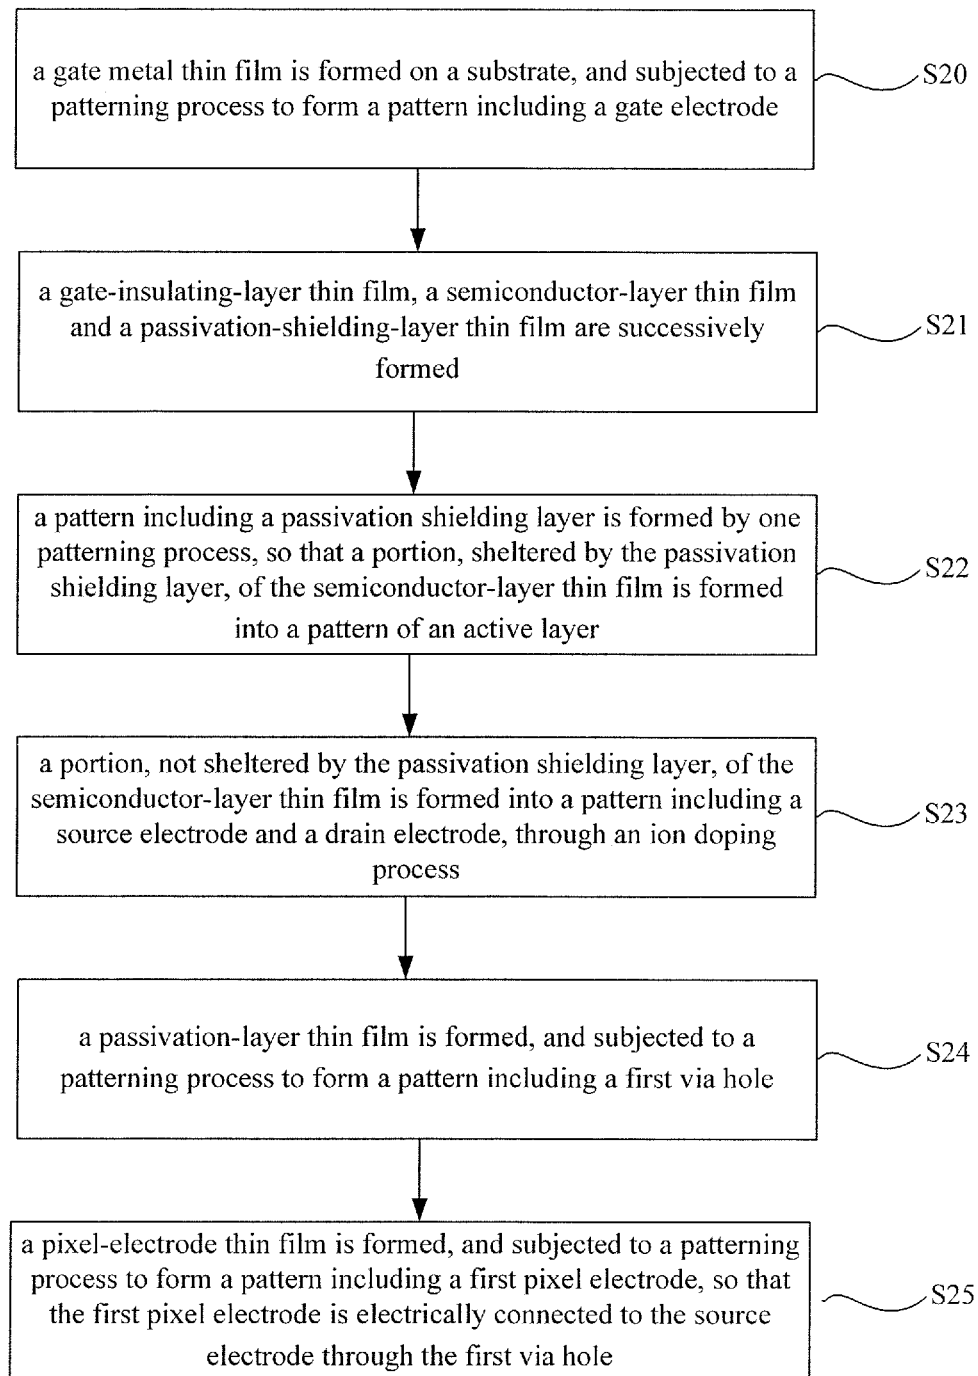 a gate metal thin film is formed on a substrate, and subjected to a
patterning process to form a pattern including a gate electrode
S20
a gate-insulating-layer thin film, a semiconductor-layer thin film
and a passivation-shielding-layer thin film are successively
formed
S21
a pattern including a passivation shielding layer is formed by one
patterning process, so that a portion, sheltered by the passivation
shielding layer, of the semiconductor-layer thin film is formed
into a pattern of an active layer
S22
a portion, not sheltered by the passivation shielding layer, of the
semiconductor-layer thin film is formed into a pattern including a
source electrode and a drain electrode, through an ion doping
process
S23
a passivation-layer thin film is formed, and subjected to a
patterning process to form a pattern including a first via hole
S24
a pixel-electrode thin film is formed, and subjected to a patterning
process to form a pattern including a first pixel electrode, so that
the first pixel electrode is electrically connected to the source
electrode through the first via hole
S25